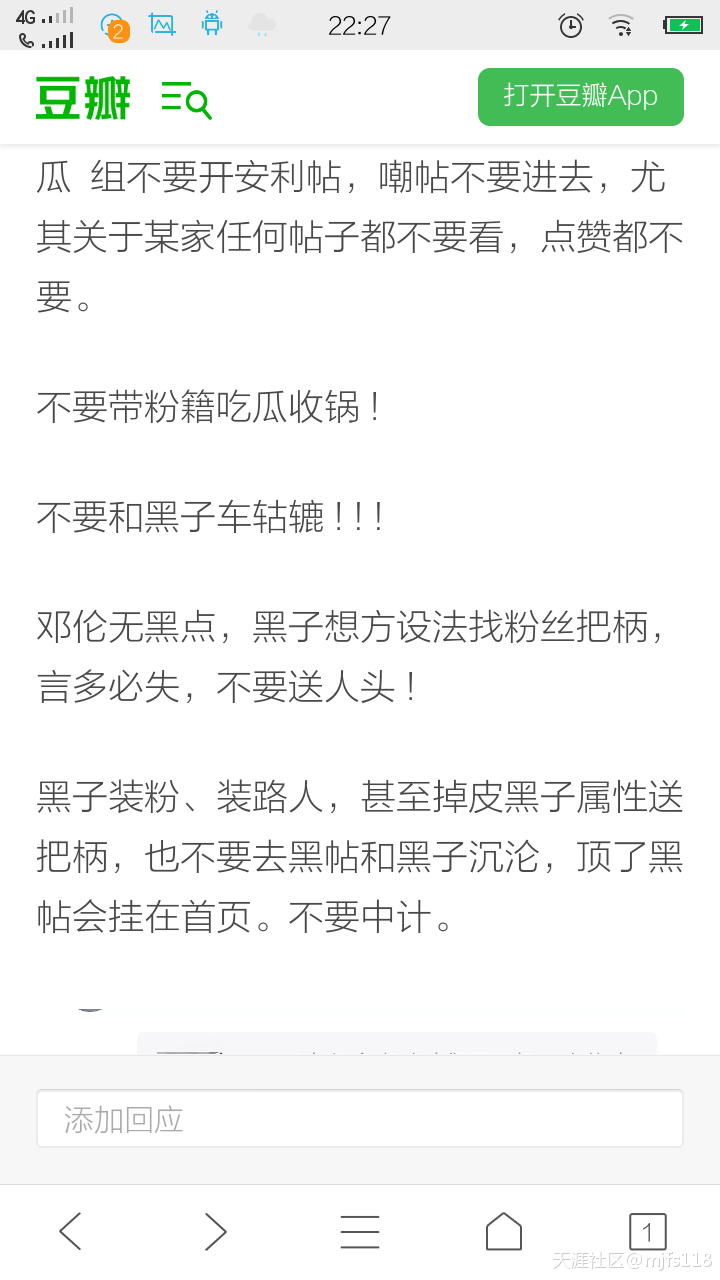 4G
2
22:27
豆瓣
打开豆瓣App
瓜 组不要开安利帖，嘲帖不要进去，尤
其关于某家任何帖子都不要看，点赞都不
要。
不要带粉籍吃瓜收锅！
不要和黑子车轱辘！！！
邓伦无黑点，黑子想方设法找粉丝把柄，
言多必失，不要送人头！
黑子装粉、装路人，甚至掉皮黑子属性送
把柄，也不要去黑帖和黑子沉沦，顶了黑
帖会挂在首页。不要中计。
添加回应
1
天涯社区@mjfs118